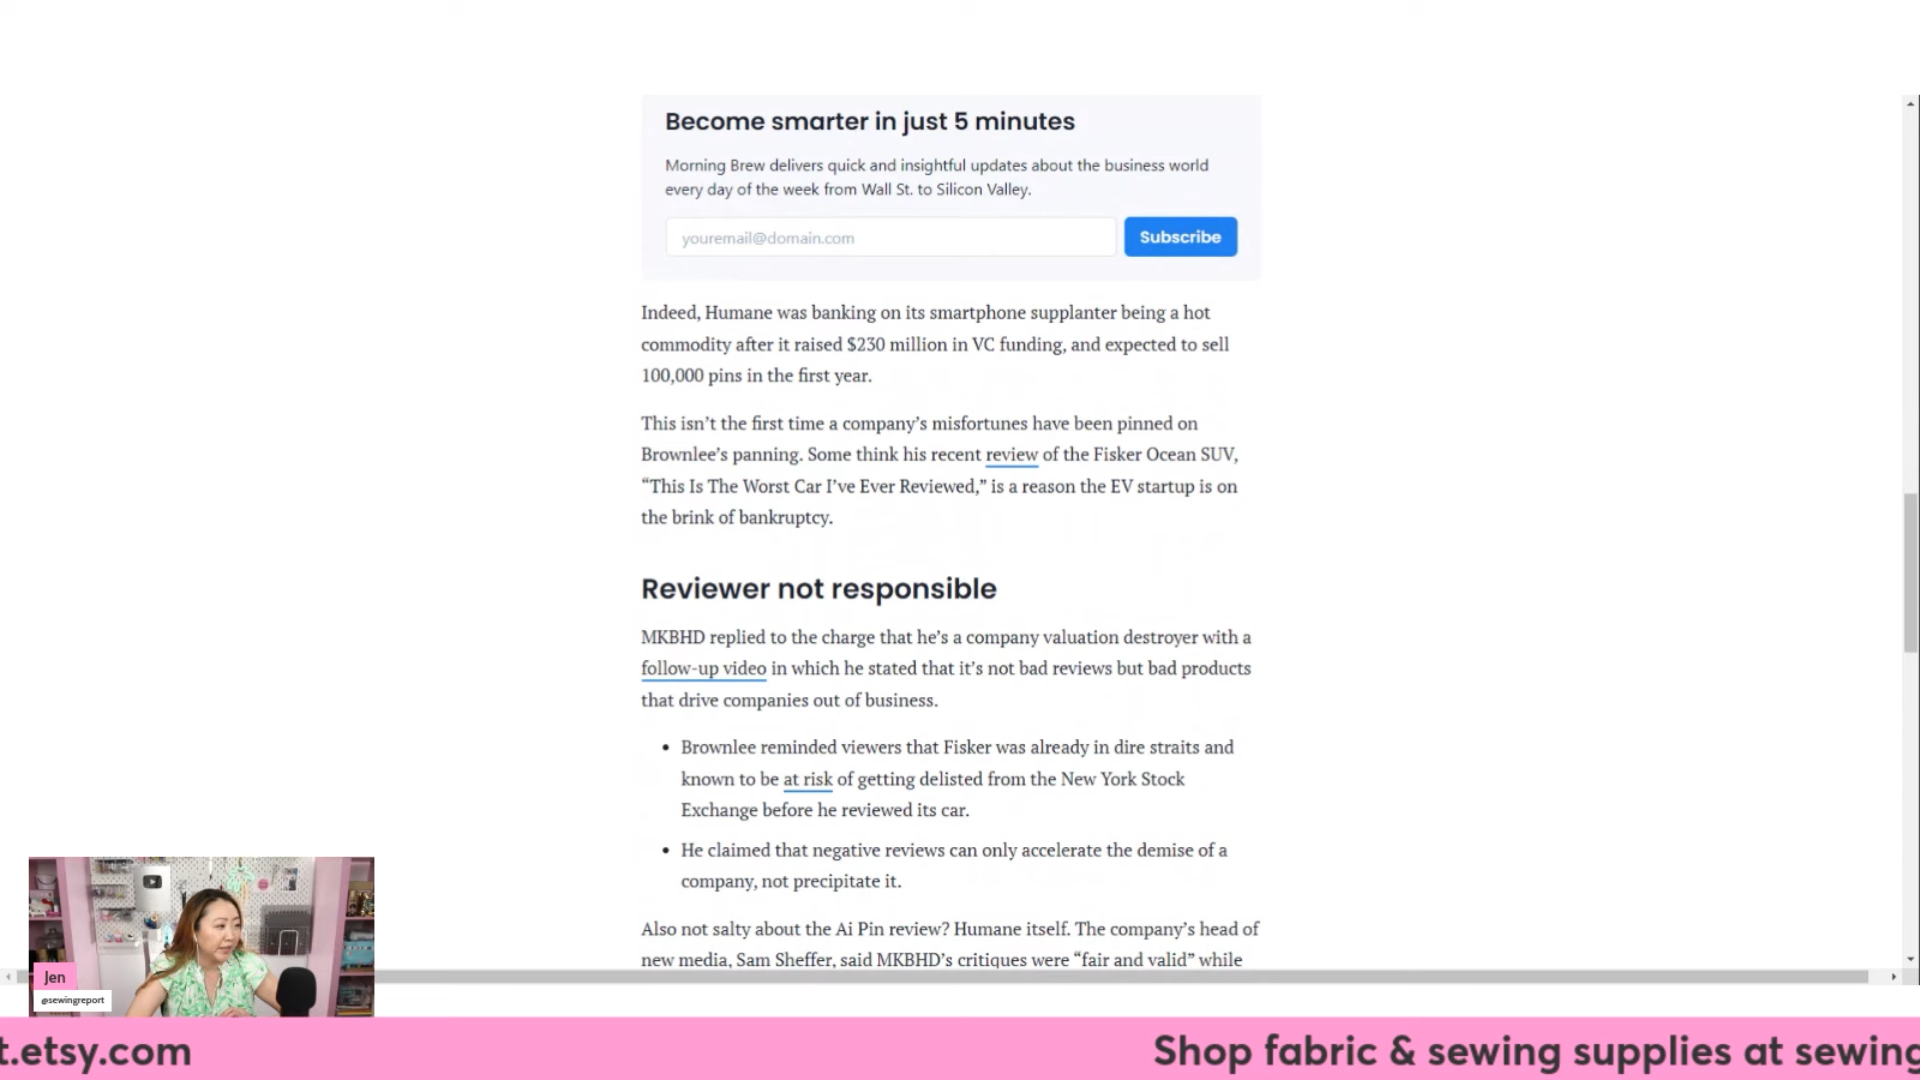 Become smarter in just 5 minutes
Morning Brew delivers quick and insightful updates about the business world
every day of the week from Wall St. to Silicon Valley.
youremail@domain.com
Subscribe
Indeed, Humane was banking on its smartphone supplanter being a hot
commodity after it raised $230 million in VC funding, and expected to sell
100,000 pins in the first year.
This isn’t the first time a company’s misfortunes have been pinned on
Brownlee’s panning. Some think his recent review of the Fisker Ocean SUV,
“This Is The Worst Car I’ve Ever Reviewed,” is a reason the EV startup is on
the brink of bankruptcy.
Reviewer not responsible
MKBHD replied to the charge that he’s a company valuation destroyer with a
follow-up video in which he stated that it’s not bad reviews but bad products
that drive companies out of business.
• Brownlee reminded viewers that Fisker was already in dire straits and
known to be at risk of getting delisted from the New York Stock
Exchange before he reviewed its car.
• He claimed that negative reviews can only accelerate the demise of a
company, not precipitate it.
Also not salty about the Ai Pin review? Humane itself. The company’s head of
new media, Sam Sheffer, said MKBHD’s critiques were “fair and valid” while
Jen
@sewingreport
t.etsy.com
Shop fabric & sewing supplies at sewing